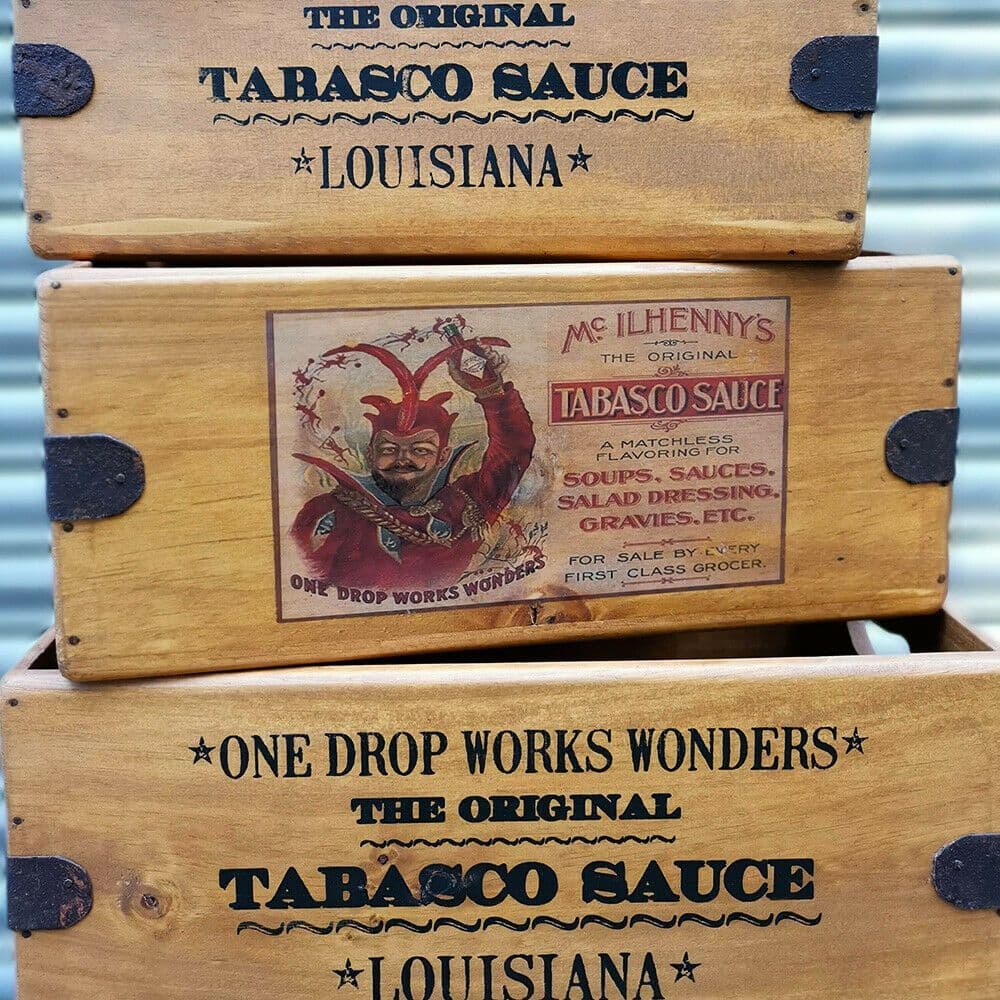 THE ORIGINAL
TABASCO SAUCE
LOUISIANA
Mc ILHENNY'S
THE ORIGINAL
TABASCO SAUCE
A MATCHLESS
FLAVORING FOR
SOUPS, SAUCES,
SALAD DRESSING,
GRAVIES, ETC.
FOR SALE BY EVERY
FIRST CLASS GROCER.
ONE DROP WORKS WONDERS
ONE DROP WORKS WONDERS
THE ORIGINAL
TABASCO SAUCE
LOUISIANA